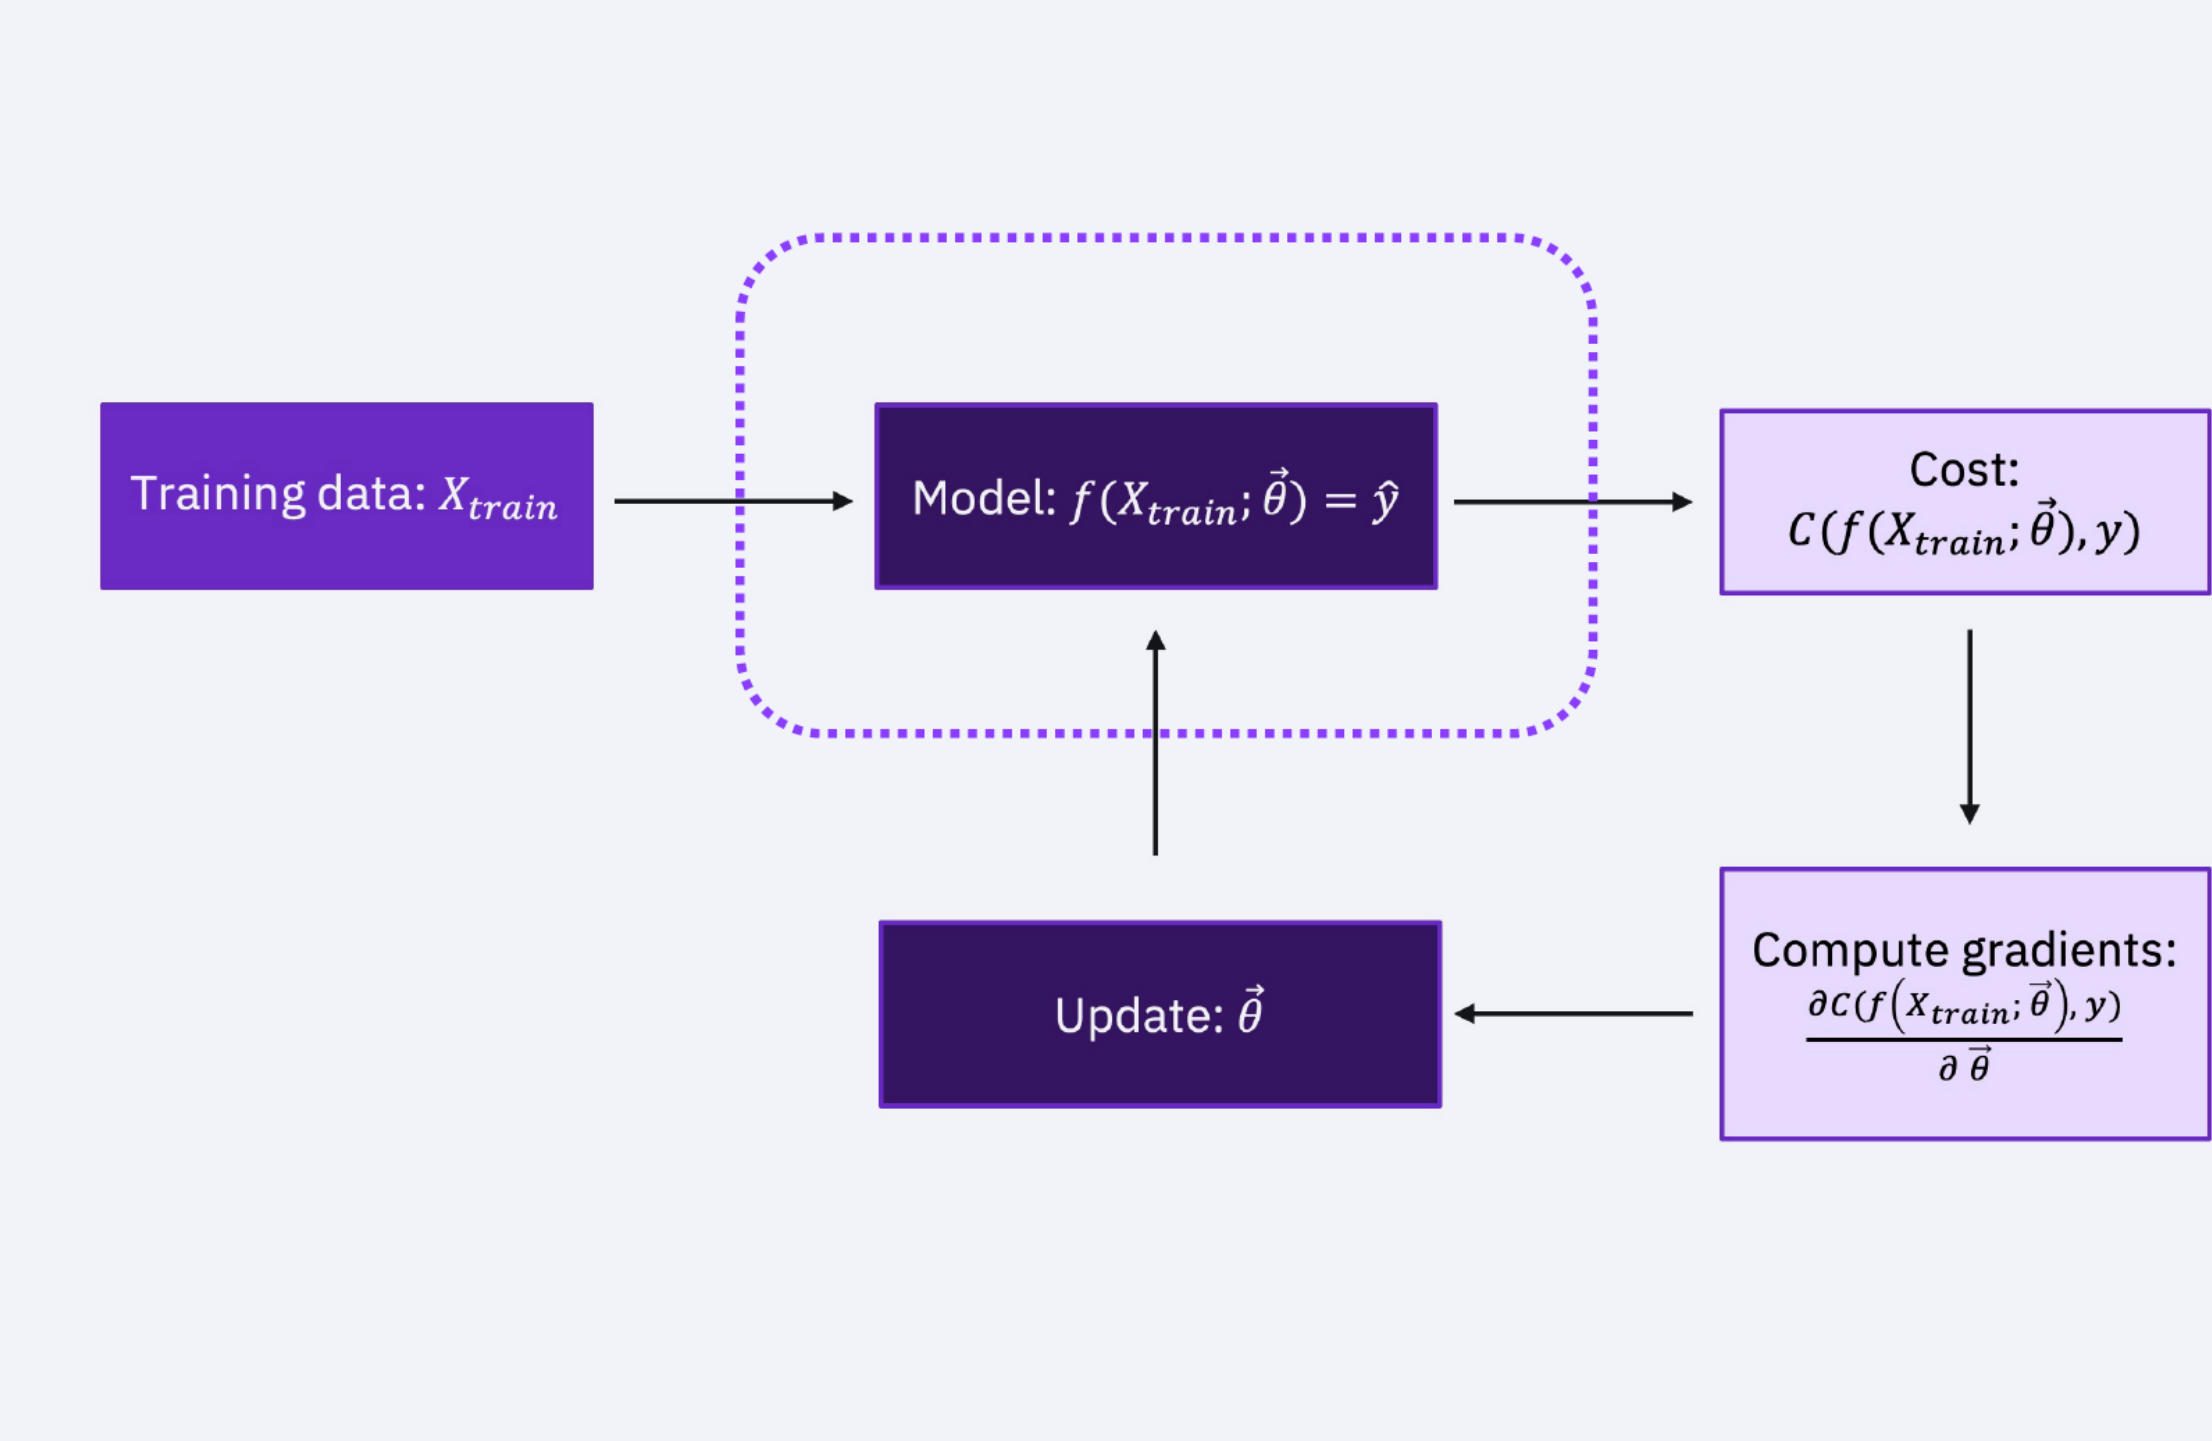 Training data: X_train
Model: f(X_train; θ⃗) = ŷ
Cost:
C(f(X_train; θ⃗), y)
Compute gradients:
∂C(f(X_train; θ⃗), y)
∂ θ⃗
Update: θ⃗